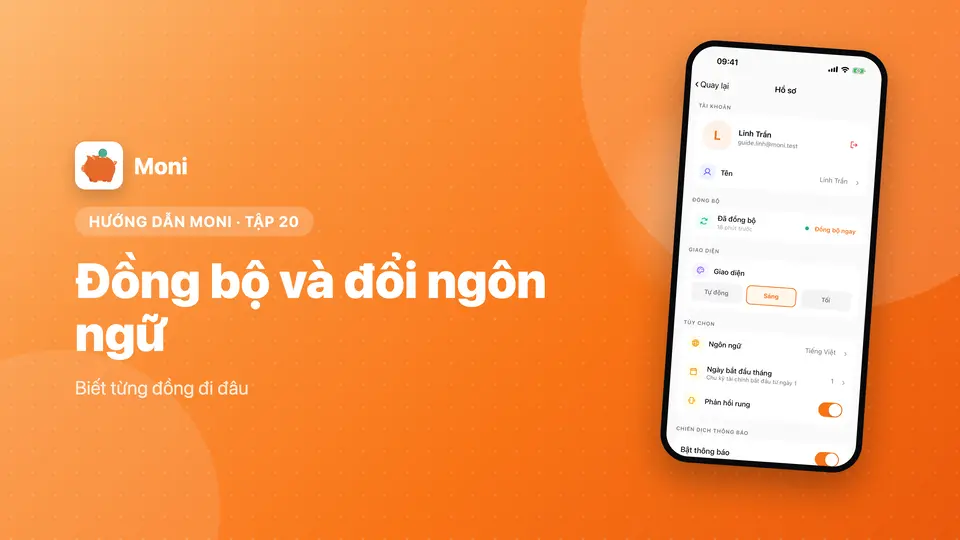 Moni
HƯỚNG DẪN MONI · TẬP 20
Đồng bộ và đổi ngôn
ngữ
Biết từng đồng đi đâu
09:41
Quay lại
Hồ sơ
TÀI KHOẢN
L
Linh Trần
guide.linh@moni.test
Tên
Linh Trần
ĐỒNG BỘ
Đã đồng bộ
18 phút trước
Đồng bộ ngay
GIAO DIỆN
Giao diện
Tự động
Sáng
Tối
TÙY CHỌN
Ngôn ngữ
Tiếng Việt
Ngày bắt đầu tháng
Chu kỳ tài chính bắt đầu từ ngày 1
1
Phản hồi rung
CHIẾN DỊCH THÔNG BÁO
Bật thông báo